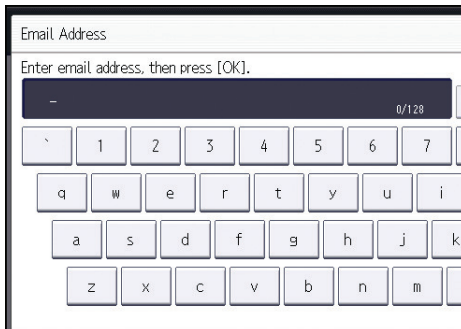 Email Address
Enter email address, then press [OK].
_
0/128
` 1 2 3 4 5 6 7
q w e r t y u i
a s d f g h j k
z x c v b n m